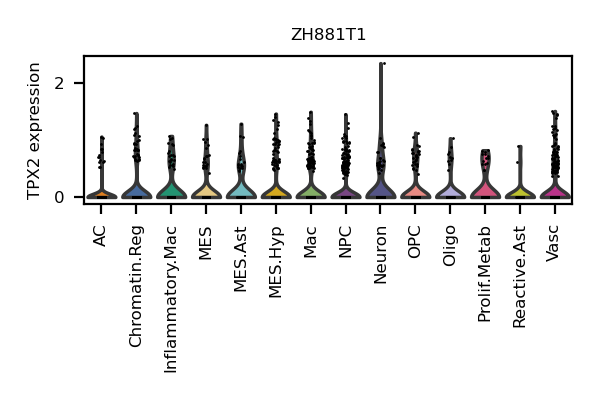 ZH881T1
TPX2 expression
2
0
AC
Chromatin.Reg
Inflammatory.Mac
MES
MES.Ast
MES.Hyp
Mac
NPC
Neuron
OPC
Oligo
Prolif.Metab
Reactive.Ast
Vasc